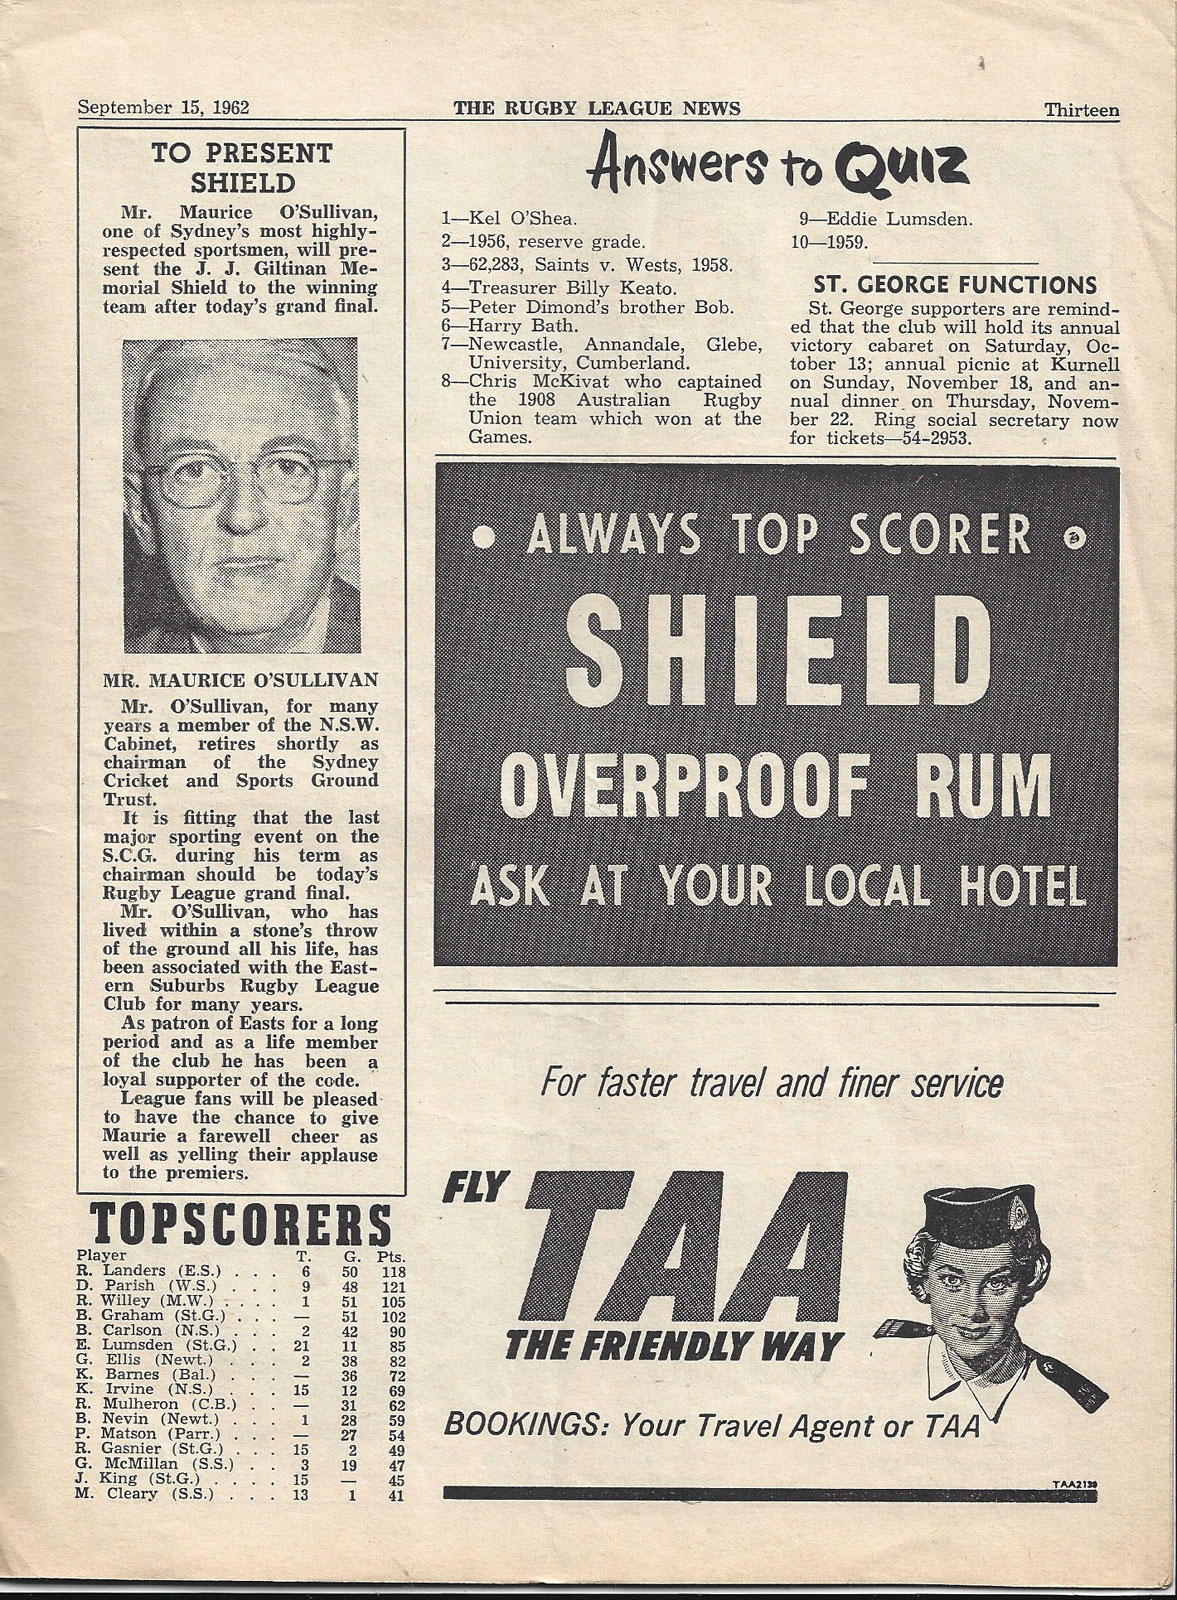 September 15, 1962
THE RUGBY LEAGUE NEWS
Thirteen
TO PRESENT
SHIELD
Mr. Maurice O'Sullivan,
one of Sydney's most highly-
respected sportsmen, will pre-
sent the J. J. Giltinan Me-
morial Shield to the winning
team after today's grand final.
MR. MAURICE O'SULLIVAN
Mr. O'Sullivan, for many
years a member of the N.S.W.
Cabinet, retires shortly as
chairman of the Sydney
Cricket and Sports Ground
Trust.
It is fitting that the last
major sporting event on the
S.C.G. during his term as
chairman should be today's
Rugby League grand final.
Mr. O'Sullivan, who has
lived within a stone's throw
of the ground all his life, has
been associated with the East-
ern Suburbs Rugby League
Club for many years.
As patron of Easts for a long
period and as a life member
of the club he has been a
loyal supporter of the code.
League fans will be pleased
to have the chance to give
Maurie a farewell cheer as
well as yelling their applause
to the premiers.
TOPSCORERS
Player T. G. Pts.
R. Landers (E.S.) . . . 6 50 118
D. Parish (W.S.) . . . 9 48 121
R. Willey (M.W.) . . . . 1 51 105
B. Graham (St.G.) . . . — 51 102
B. Carlson (N.S.) . . . 2 42 90
E. Lumsden (St.G.) . . 21 11 85
G. Ellis (Newt.) . . . 2 38 82
K. Barnes (Bal.) . . . — 36 72
K. Irvine (N.S.) . . . 15 12 69
R. Mulheron (C.B.) . . — 31 62
B. Nevin (Newt.) . . . 1 28 59
P. Matson (Parr.) . . . — 27 54
R. Gasnier (St.G.) . . 15 2 49
G. McMillan (S.S.) . . 3 19 47
J. King (St.G.) . . . . 15 — 45
M. Cleary (S.S.) . . . 13 1 41
Answers to Quiz
1—Kel O'Shea.
2—1956, reserve grade.
3—62,283, Saints v. Wests, 1958.
4—Treasurer Billy Keato.
5—Peter Dimond's brother Bob.
6—Harry Bath.
7—Newcastle, Annandale, Glebe,
University, Cumberland.
8—Chris McKivat who captained
the 1908 Australian Rugby
Union team which won at the
Games.
9—Eddie Lumsden.
10—1959.
ST. GEORGE FUNCTIONS
St. George supporters are remind-
ed that the club will hold its annual
victory cabaret on Saturday, Oc-
tober 13; annual picnic at Kurnell
on Sunday, November 18, and an-
nual dinner on Thursday, Novem-
ber 22. Ring social secretary now
for tickets—54-2953.
• ALWAYS TOP SCORER •
SHIELD
OVERPROOF RUM
ASK AT YOUR LOCAL HOTEL
For faster travel and finer service
FLY TAA
THE FRIENDLY WAY
BOOKINGS: Your Travel Agent or TAA